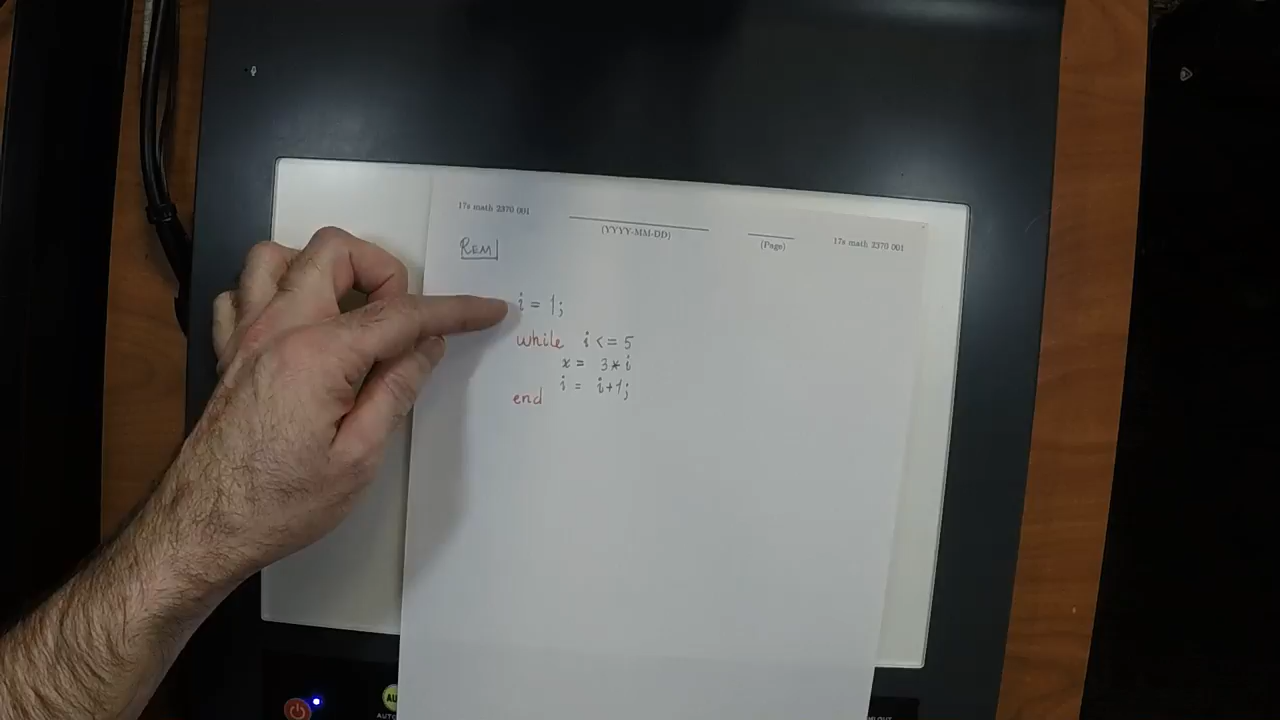 17s math 2370 001
(YYYY-MM-DD)
(Page)
17s math 2370 001
REM
i = 1;
while i <= 5
x = 3*i
i = i+1;
end
AU